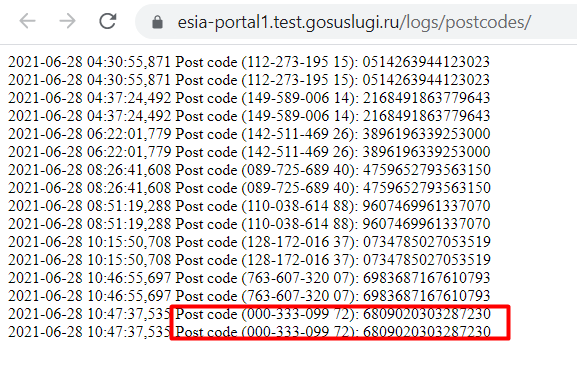 esia-portal1.test.gosuslugi.ru/logs/postcodes/
2021-06-28 04:30:55,871 Post code (112-273-195 15): 0514263944123023
2021-06-28 04:30:55,871 Post code (112-273-195 15): 0514263944123023
2021-06-28 04:37:24,492 Post code (149-589-006 14): 2168491863779643
2021-06-28 04:37:24,492 Post code (149-589-006 14): 2168491863779643
2021-06-28 06:22:01,779 Post code (142-511-469 26): 3896196339253000
2021-06-28 06:22:01,779 Post code (142-511-469 26): 3896196339253000
2021-06-28 08:26:41,608 Post code (089-725-689 40): 4759652793563150
2021-06-28 08:26:41,608 Post code (089-725-689 40): 4759652793563150
2021-06-28 08:51:19,288 Post code (110-038-614 88): 9607469961337070
2021-06-28 08:51:19,288 Post code (110-038-614 88): 9607469961337070
2021-06-28 10:15:50,708 Post code (128-172-016 37): 0734785027053519
2021-06-28 10:15:50,708 Post code (128-172-016 37): 0734785027053519
2021-06-28 10:46:55,697 Post code (763-607-320 07): 6983687167610793
2021-06-28 10:46:55,697 Post code (763-607-320 07): 6983687167610793
2021-06-28 10:47:37,535 Post code (000-333-099 72): 6809020303287230
2021-06-28 10:47:37,535 Post code (000-333-099 72): 6809020303287230